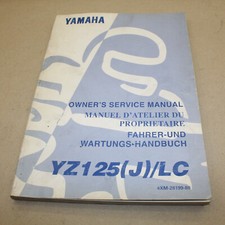 YAMAHA
OWNER'S SERVICE MANUAL
MANUEL D'ATELIER DU
PROPRIETAIRE
FAHRER-UND
WARTUNGS-HANDBUCH
YZ125(J)/LC